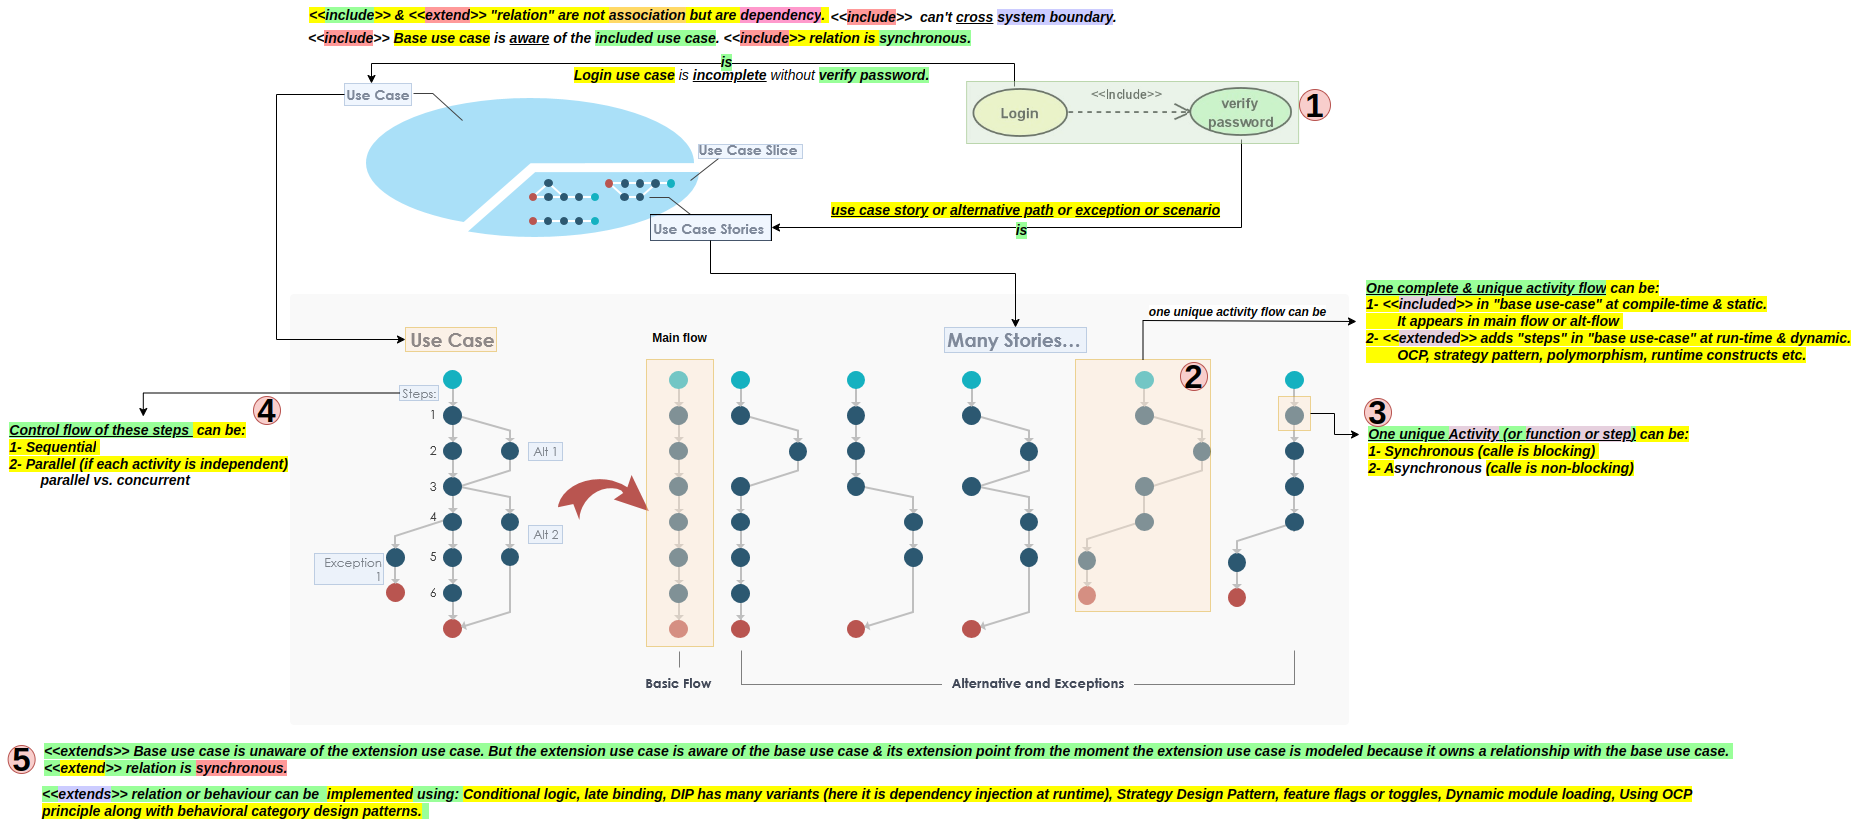 <<include>> & <<extend>> "relation" are not association but are dependency. <<include>>  can't cross system boundary.
<<include>> Base use case is aware of the included use case. <<include>> relation is synchronous.
is
Login use case is incomplete without verify password.
Use Case
<<Include>>
Login
verify
password
1
Use Case Slice
use case story or alternative path or exception or scenario
is
Use Case Stories
One complete & unique activity flow can be:
1- <<included>> in "base use-case" at compile-time & static.
It appears in main flow or alt-flow
2- <<extended>> adds "steps" in "base use-case" at run-time & dynamic.
OCP, strategy pattern, polymorphism, runtime constructs etc.
one unique activity flow can be
Use Case
Main flow
Many Stories...
2
Steps:
4
Control flow of these steps can be:
1- Sequential
2- Parallel (if each activity is independent)
parallel vs. concurrent
3
One unique Activity (or function or step) can be:
1- Synchronous (calle is blocking)
2- Asynchronous (calle is non-blocking)
1
2
Alt 1
3
4
Alt 2
5
Exception
1
6
Basic Flow
Alternative and Exceptions
5
<<extends>> Base use case is unaware of the extension use case. But the extension use case is aware of the base use case & its extension point from the moment the extension use case is modeled because it owns a relationship with the base use case.
<<extend>> relation is synchronous.
<<extends>> relation or behaviour can be  implemented using: Conditional logic, late binding, DIP has many variants (here it is dependency injection at runtime), Strategy Design Pattern, feature flags or toggles, Dynamic module loading, Using OCP
principle along with behavioral category design patterns.